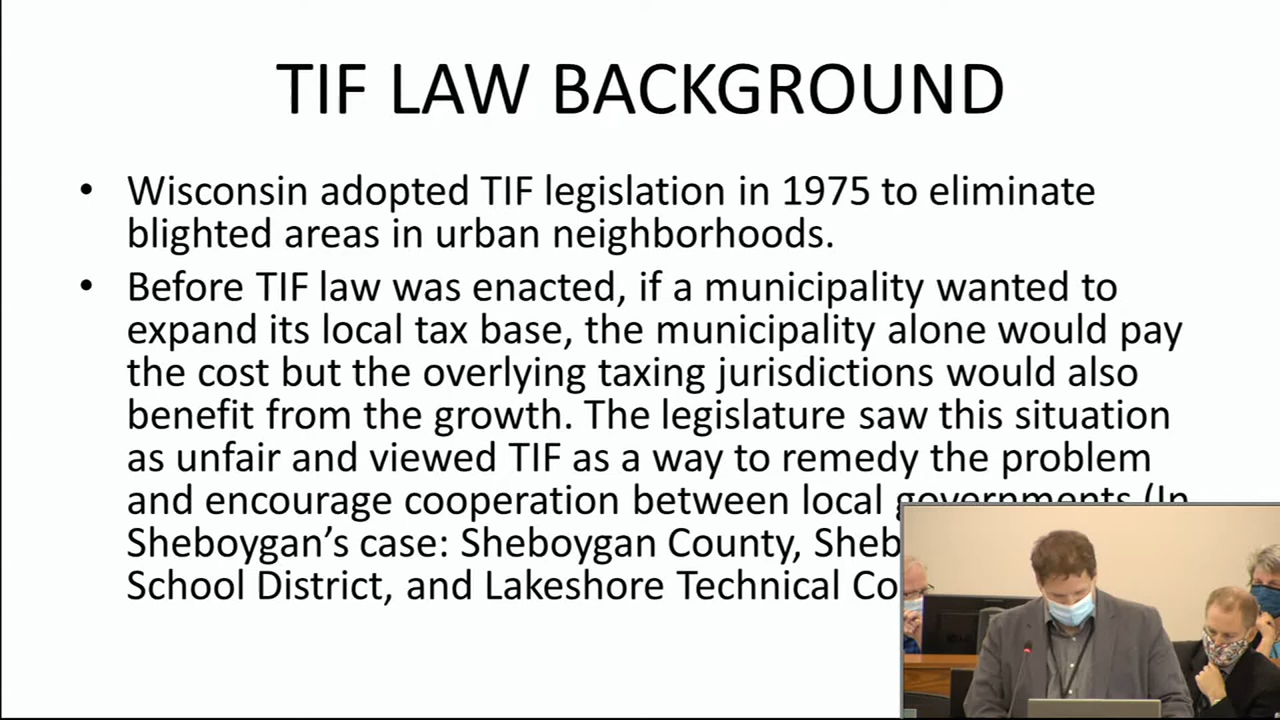 TIF LAW BACKGROUND
• Wisconsin adopted TIF legislation in 1975 to eliminate
blighted areas in urban neighborhoods.
• Before TIF law was enacted, if a municipality wanted to
expand its local tax base, the municipality alone would pay
the cost but the overlying taxing jurisdictions would also
benefit from the growth. The legislature saw this situation
as unfair and viewed TIF as a way to remedy the problem
and encourage cooperation between local governments (In
Sheboygan's case: Sheboygan County, Sheb
School District, and Lakeshore Technical Co